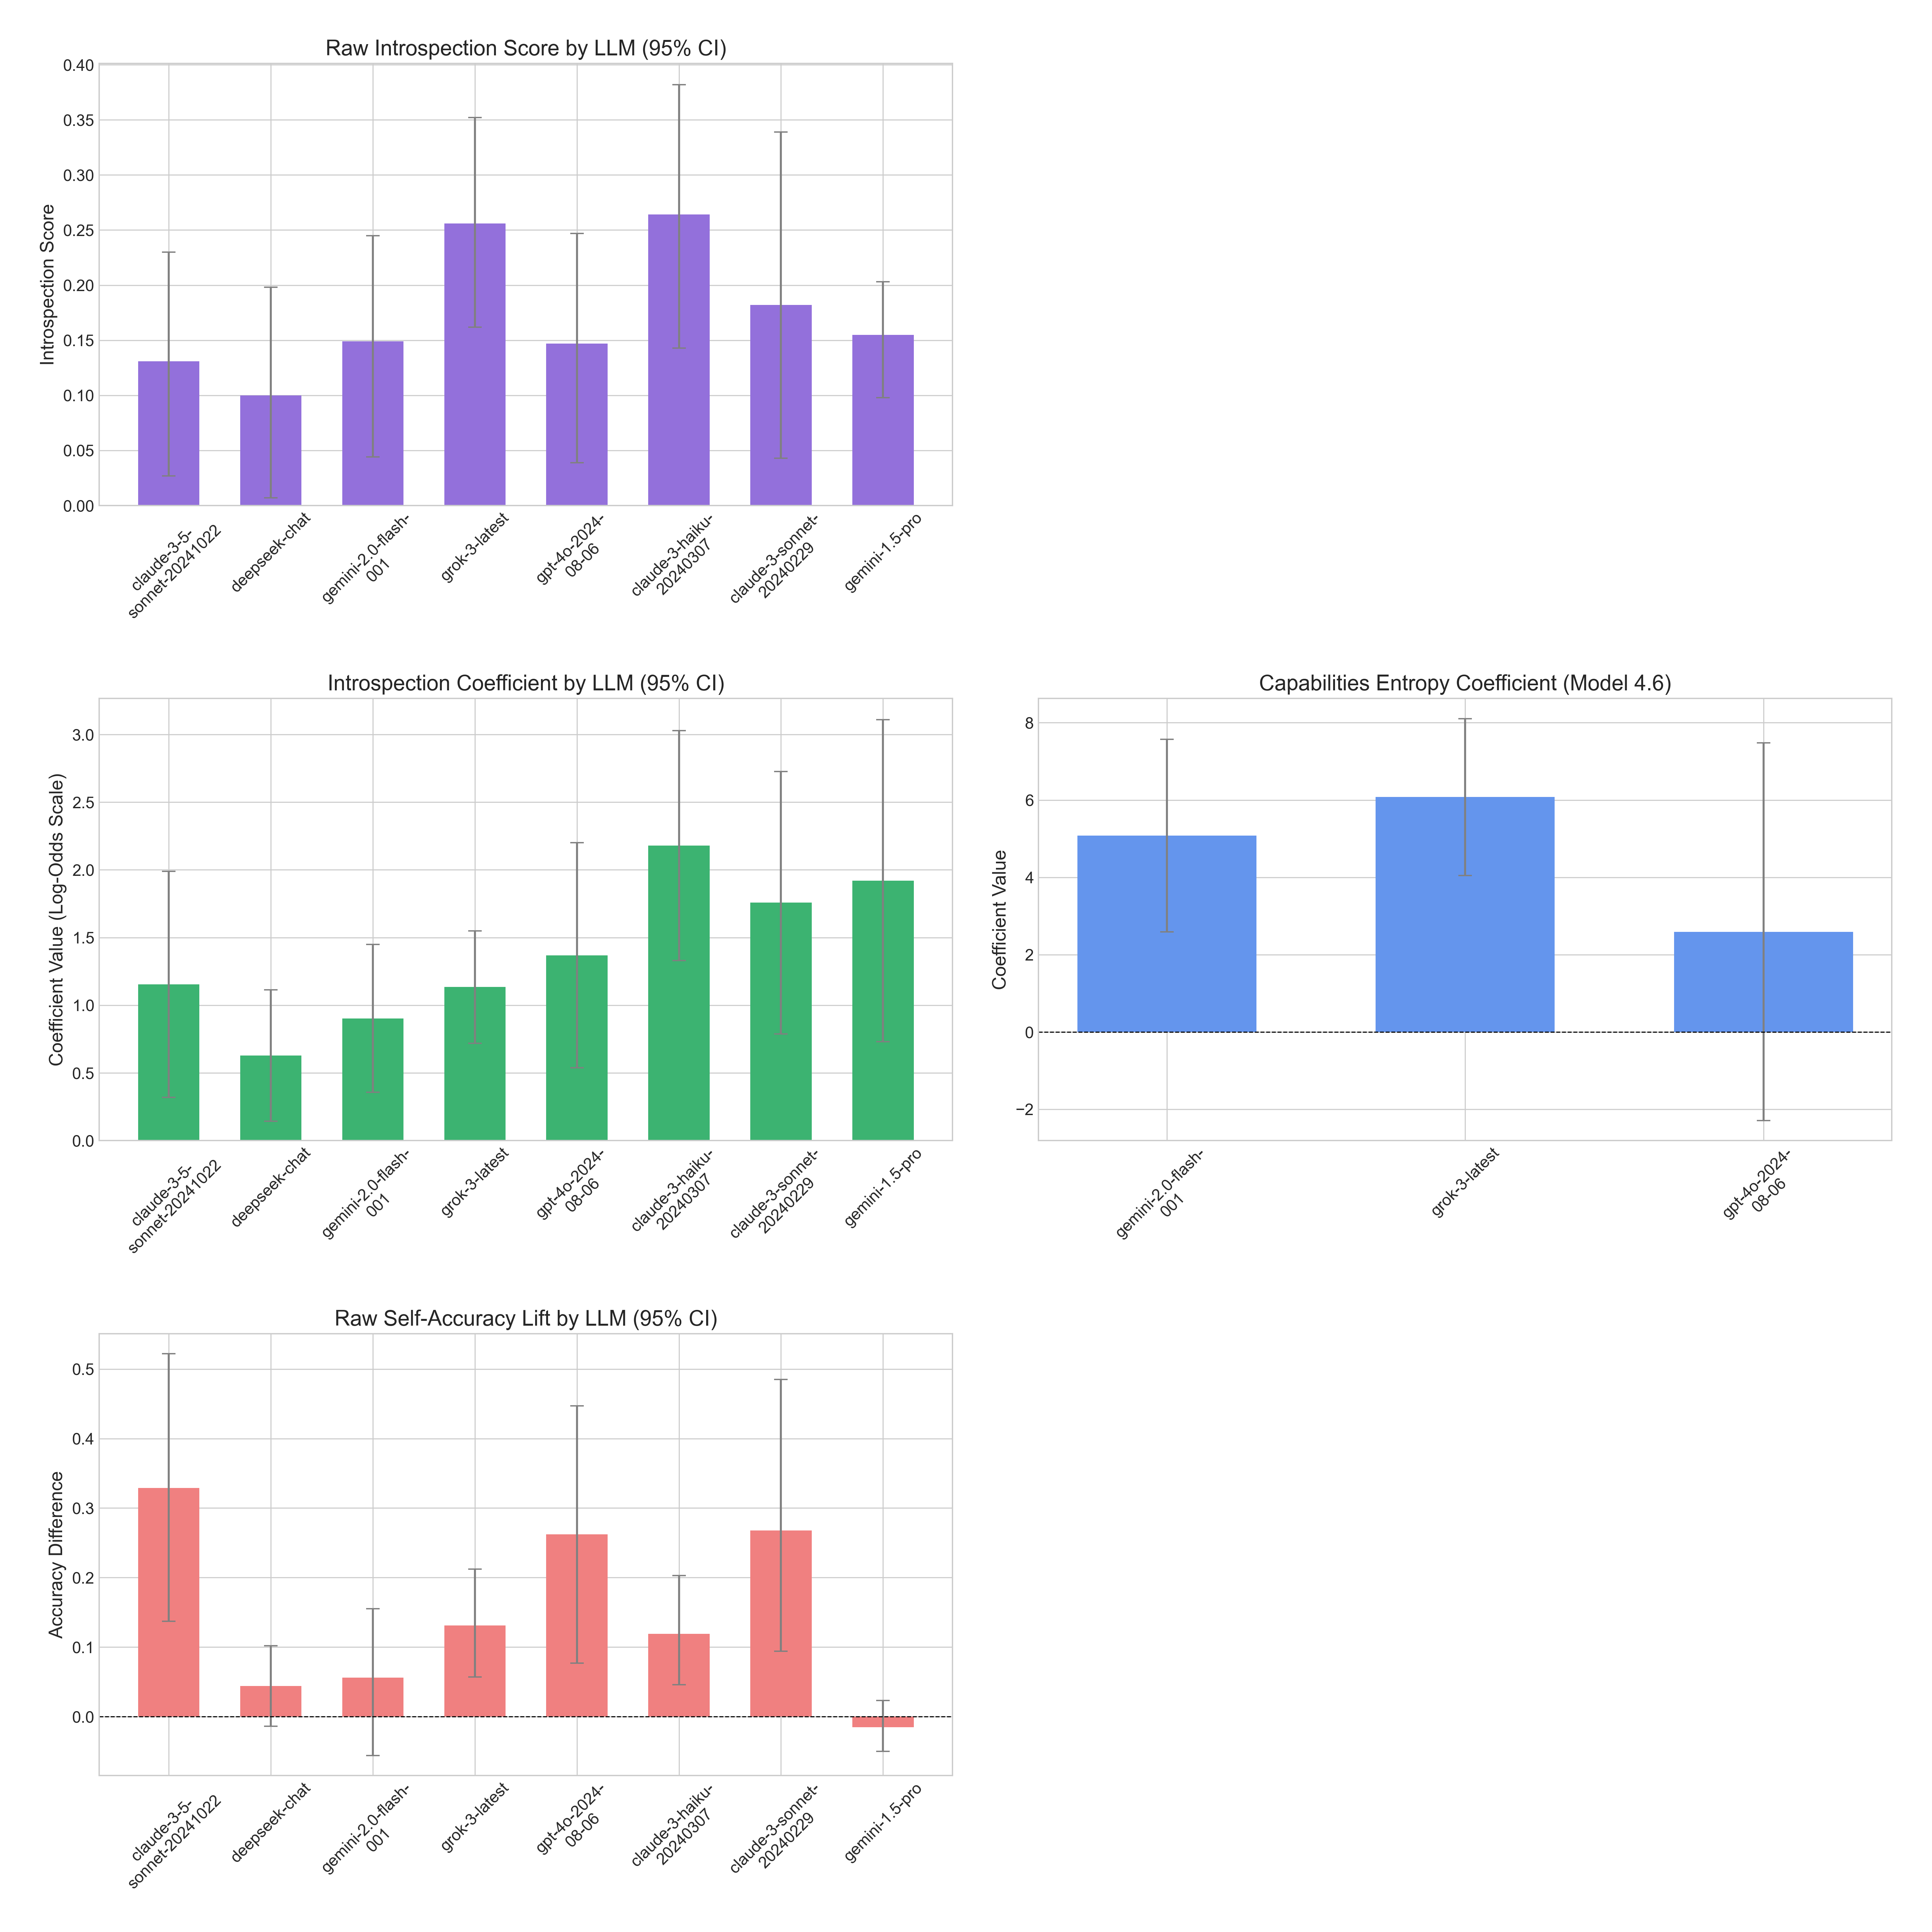 Raw Introspection Score by LLM (95% CI)
Introspection Score
0.40
0.35
0.30
0.25
0.20
0.15
0.10
0.05
0.00
claude-3-5-
sonnet-20241022
deepseek-chat
gemini-2.0-flash-
001
grok-3-latest
gpt-4o-2024-
08-06
claude-3-haiku-
20240307
claude-3-sonnet-
20240229
gemini-1.5-pro
Introspection Coefficient by LLM (95% CI)
Coefficient Value (Log-Odds Scale)
3.0
2.5
2.0
1.5
1.0
0.5
0.0
claude-3-5-
sonnet-20241022
deepseek-chat
gemini-2.0-flash-
001
grok-3-latest
gpt-4o-2024-
08-06
claude-3-haiku-
20240307
claude-3-sonnet-
20240229
gemini-1.5-pro
Capabilities Entropy Coefficient (Model 4.6)
Coefficient Value
8
6
4
2
0
−2
gemini-2.0-flash-
001
grok-3-latest
gpt-4o-2024-
08-06
Raw Self-Accuracy Lift by LLM (95% CI)
Accuracy Difference
0.5
0.4
0.3
0.2
0.1
0.0
claude-3-5-
sonnet-20241022
deepseek-chat
gemini-2.0-flash-
001
grok-3-latest
gpt-4o-2024-
08-06
claude-3-haiku-
20240307
claude-3-sonnet-
20240229
gemini-1.5-pro